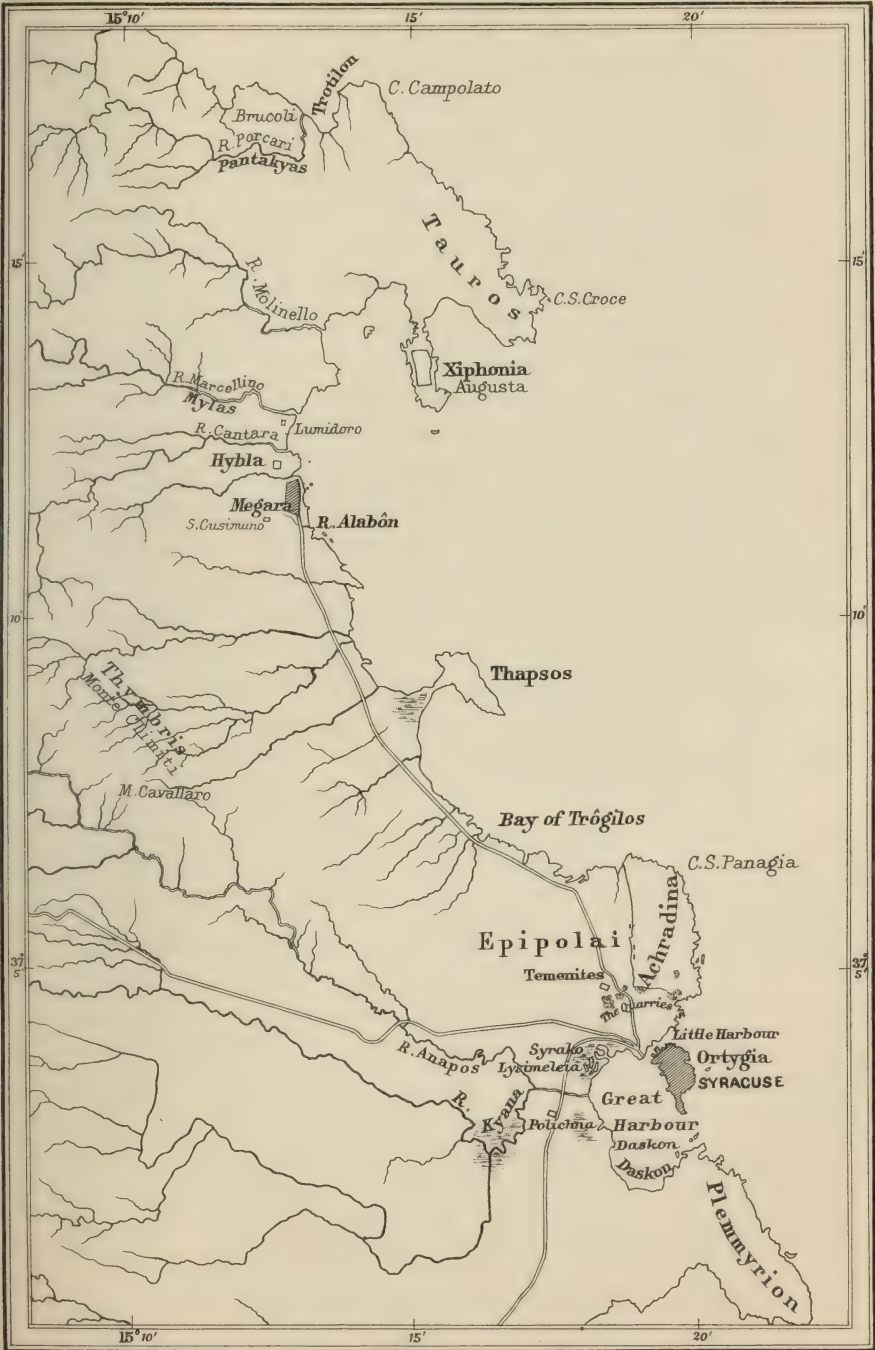 15° 10'
15'
20'
C. Campolato
Trotilon
Brucoli
R. Porcari
Pantakyas
Tauros
15'
15'
R. Molinello
C.S. Croce
Xiphonia
Augusta
R. Marcellino
Mylas
Lumidoro
R. Cantara
Hybla
Megara
S. Cusimano
R. Alabôn
10'
10'
Thapsos
Thymbris
Monte Chimiti
M. Cavallaro
Bay of Trôgilos
C.S. Panagia
Achradina
Epipolai
37°
5'
37°
5'
Temenites
The Quarries
Little Harbour
Syrako
Ortygia
Lysimeleia
SYRACUSE
R. Anapos
Great
R.
Kyana
Polichna
Harbour
Daskon
Daskon
Plemmyrion
15° 10'
15'
20'